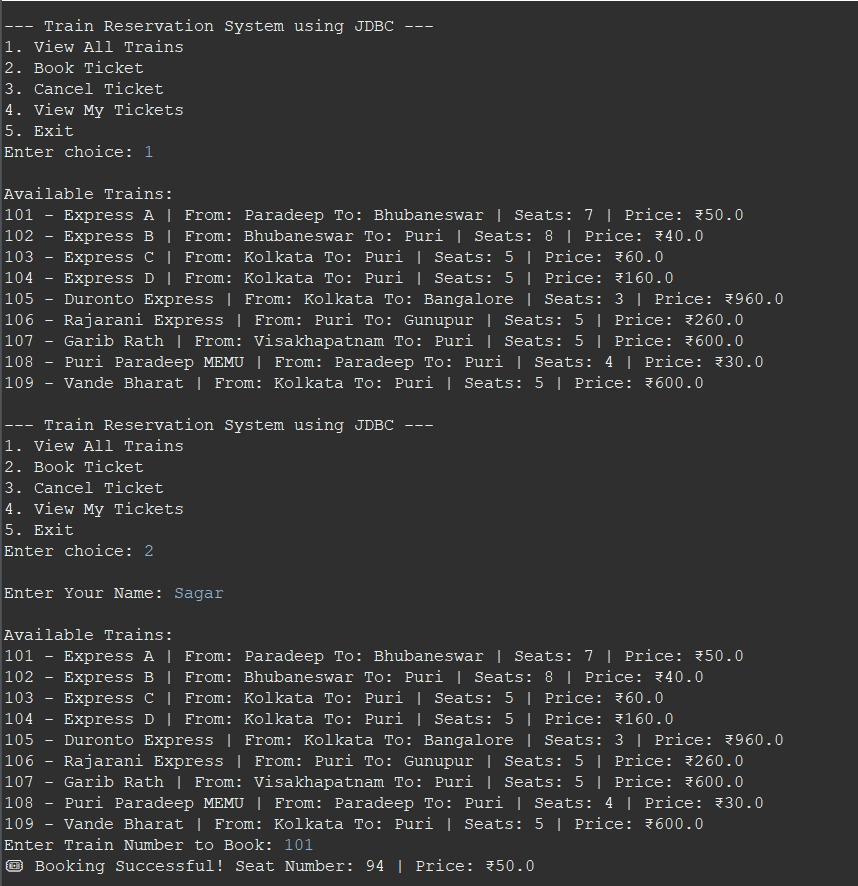 --- Train Reservation System using JDBC ---
1. View All Trains
2. Book Ticket
3. Cancel Ticket
4. View My Tickets
5. Exit
Enter choice: 1
Available Trains:
101 - Express A | From: Paradeep To: Bhubaneswar | Seats: 7 | Price: ₹50.0
102 - Express B | From: Bhubaneswar To: Puri | Seats: 8 | Price: ₹40.0
103 - Express C | From: Kolkata To: Puri | Seats: 5 | Price: ₹60.0
104 - Express D | From: Kolkata To: Puri | Seats: 5 | Price: ₹160.0
105 - Duronto Express | From: Kolkata To: Bangalore | Seats: 3 | Price: ₹960.0
106 - Rajarani Express | From: Puri To: Gunupur | Seats: 5 | Price: ₹260.0
107 - Garib Rath | From: Visakhapatnam To: Puri | Seats: 5 | Price: ₹600.0
108 - Puri Paradeep MEMU | From: Paradeep To: Puri | Seats: 4 | Price: ₹30.0
109 - Vande Bharat | From: Kolkata To: Puri | Seats: 5 | Price: ₹600.0
--- Train Reservation System using JDBC ---
1. View All Trains
2. Book Ticket
3. Cancel Ticket
4. View My Tickets
5. Exit
Enter choice: 2
Enter Your Name: Sagar
Available Trains:
101 - Express A | From: Paradeep To: Bhubaneswar | Seats: 7 | Price: ₹50.0
102 - Express B | From: Bhubaneswar To: Puri | Seats: 8 | Price: ₹40.0
103 - Express C | From: Kolkata To: Puri | Seats: 5 | Price: ₹60.0
104 - Express D | From: Kolkata To: Puri | Seats: 5 | Price: ₹160.0
105 - Duronto Express | From: Kolkata To: Bangalore | Seats: 3 | Price: ₹960.0
106 - Rajarani Express | From: Puri To: Gunupur | Seats: 5 | Price: ₹260.0
107 - Garib Rath | From: Visakhapatnam To: Puri | Seats: 5 | Price: ₹600.0
108 - Puri Paradeep MEMU | From: Paradeep To: Puri | Seats: 4 | Price: ₹30.0
109 - Vande Bharat | From: Kolkata To: Puri | Seats: 5 | Price: ₹600.0
Enter Train Number to Book: 101
🎟 Booking Successful! Seat Number: 94 | Price: ₹50.0